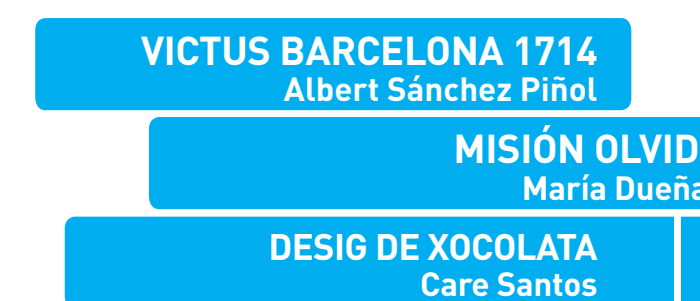 VICTUS BARCELONA 1714
Albert Sánchez Piñol
MISIÓN OLVID
María Dueña
DESIG DE XOCOLATA
Care Santos